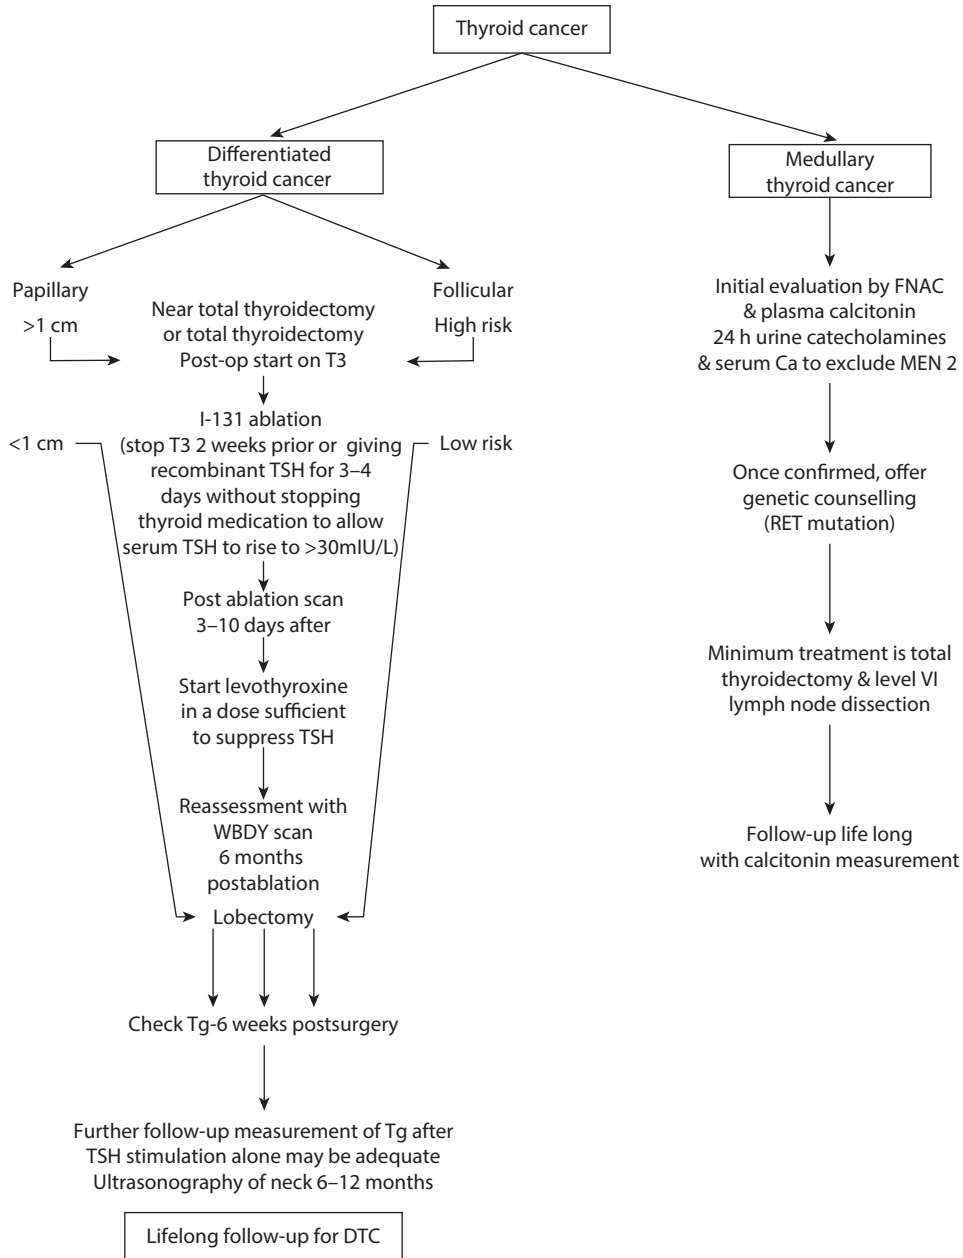 Thyroid cancer
Differentiated
thyroid cancer
Medullary
thyroid cancer
Papillary
>1 cm
Near total thyroidectomy
or total thyroidectomy
Post-op start on T3
Follicular
High risk
I-131 ablation
(stop T3 2 weeks prior or giving
recombinant TSH for 3–4
days without stopping
thyroid medication to allow
serum TSH to rise to >30mIU/L)
<1 cm
Low risk
Post ablation scan
3–10 days after
Start levothyroxine
in a dose sufficient
to suppress TSH
Reassessment with
WBDY scan
6 months
postablation
Lobectomy
Check Tg-6 weeks postsurgery
Further follow-up measurement of Tg after
TSH stimulation alone may be adequate
Ultrasonography of neck 6–12 months
Lifelong follow-up for DTC
Initial evaluation by FNAC
& plasma calcitonin
24 h urine catecholamines
& serum Ca to exclude MEN 2
Once confirmed, offer
genetic counselling
(RET mutation)
Minimum treatment is total
thyroidectomy & level VI
lymph node dissection
Follow-up life long
with calcitonin measurement